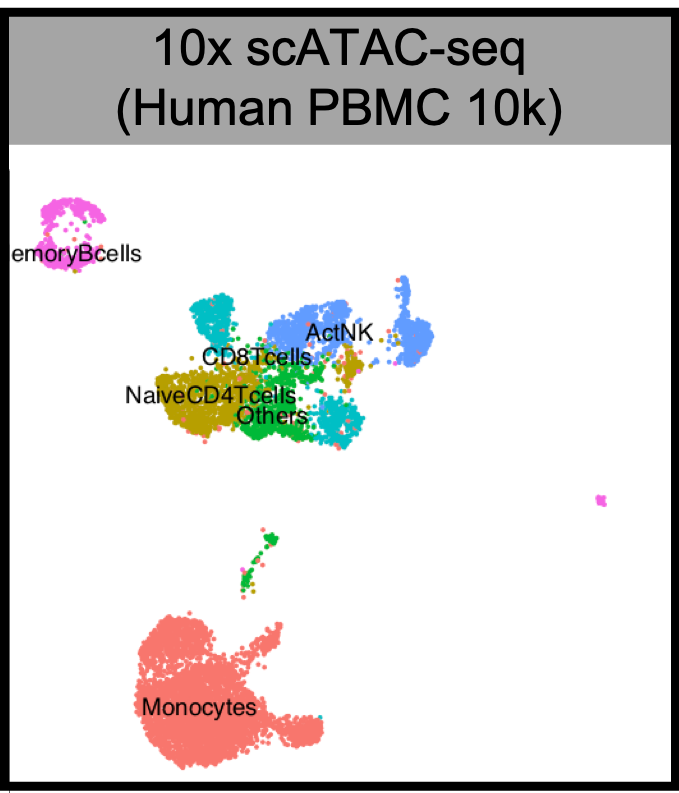 10x scATAC-seq
(Human PBMC 10k)
emoryBcells
ActNK
CD8Tcells
NaiveCD4Tcells
Others
Monocytes